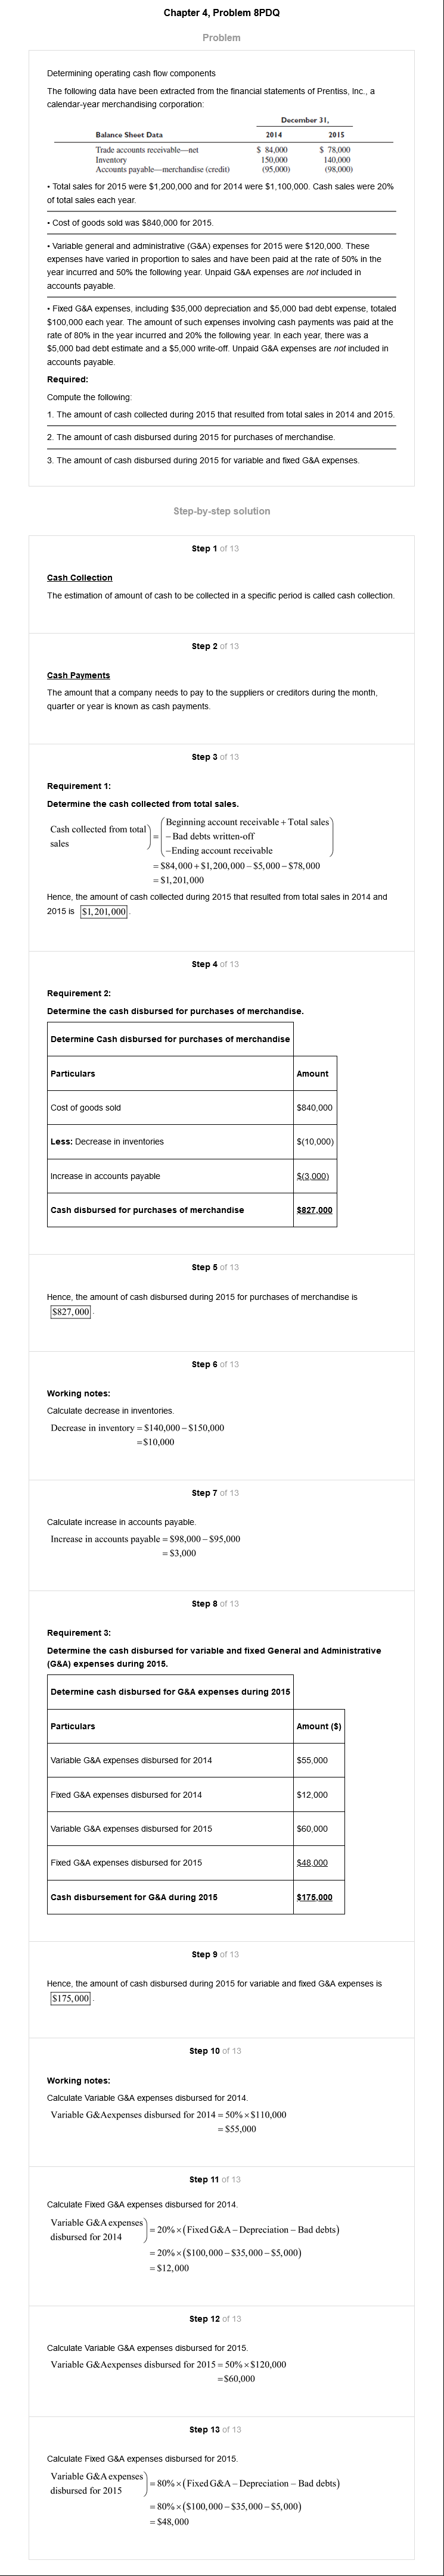 Chapter 4, Problem 8PDQ
Problem
Determining operating cash flow components
The following data have been extracted from the financial statements of Prentiss, Inc., a
calendar-year merchandising corporation:
December 31,
Balance Sheet Data 2014 2015
Trade accounts receivable—net $ 84,000 $ 78,000
Inventory 150,000 140,000
Accounts payable—merchandise (credit) (95,000) (98,000)
• Total sales for 2015 were $1,200,000 and for 2014 were $1,100,000. Cash sales were 20%
of total sales each year.
• Cost of goods sold was $840,000 for 2015.
• Variable general and administrative (G&A) expenses for 2015 were $120,000. These
expenses have varied in proportion to sales and have been paid at the rate of 50% in the
year incurred and 50% the following year. Unpaid G&A expenses are not included in
accounts payable.
• Fixed G&A expenses, including $35,000 depreciation and $5,000 bad debt expense, totaled
$100,000 each year. The amount of such expenses involving cash payments was paid at the
rate of 80% in the year incurred and 20% the following year. In each year, there was a
$5,000 bad debt estimate and a $5,000 write-off. Unpaid G&A expenses are not included in
accounts payable.
Required:
Compute the following:
1. The amount of cash collected during 2015 that resulted from total sales in 2014 and 2015.
2. The amount of cash disbursed during 2015 for purchases of merchandise.
3. The amount of cash disbursed during 2015 for variable and fixed G&A expenses.
Step-by-step solution
Step 1 of 13
Cash Collection
The estimation of amount of cash to be collected in a specific period is called cash collection.
Step 2 of 13
Cash Payments
The amount that a company needs to pay to the suppliers or creditors during the month,
quarter or year is known as cash payments.
Step 3 of 13
Requirement 1:
Determine the cash collected from total sales.
Cash collected from total sales) = (Beginning account receivable + Total sales
− Bad debts written-off
−Ending account receivable)
= $84,000 + $1,200,000 − $5,000 − $78,000
= $1,201,000
Hence, the amount of cash collected during 2015 that resulted from total sales in 2014 and
2015 is $1,201,000.
Step 4 of 13
Requirement 2:
Determine the cash disbursed for purchases of merchandise.
Determine Cash disbursed for purchases of merchandise
Particulars Amount
Cost of goods sold $840,000
Less: Decrease in inventories $(10,000)
Increase in accounts payable $(3,000)
Cash disbursed for purchases of merchandise $827,000
Step 5 of 13
Hence, the amount of cash disbursed during 2015 for purchases of merchandise is
$827,000.
Step 6 of 13
Working notes:
Calculate decrease in inventories.
Decrease in inventory = $140,000 − $150,000
= $10,000
Step 7 of 13
Calculate increase in accounts payable.
Increase in accounts payable = $98,000 − $95,000
= $3,000
Step 8 of 13
Requirement 3:
Determine the cash disbursed for variable and fixed General and Administrative
(G&A) expenses during 2015.
Determine cash disbursed for G&A expenses during 2015
Particulars Amount ($)
Variable G&A expenses disbursed for 2014 $55,000
Fixed G&A expenses disbursed for 2014 $12,000
Variable G&A expenses disbursed for 2015 $60,000
Fixed G&A expenses disbursed for 2015 $48,000
Cash disbursement for G&A during 2015 $175,000
Step 9 of 13
Hence, the amount of cash disbursed during 2015 for variable and fixed G&A expenses is
$175,000.
Step 10 of 13
Working notes:
Calculate Variable G&A expenses disbursed for 2014.
Variable G&Aexpenses disbursed for 2014 = 50% × $110,000
= $55,000
Step 11 of 13
Calculate Fixed G&A expenses disbursed for 2014.
Variable G&A expenses disbursed for 2014) = 20% × (Fixed G&A − Depreciation − Bad debts)
= 20% × ($100,000 − $35,000 − $5,000)
= $12,000
Step 12 of 13
Calculate Variable G&A expenses disbursed for 2015.
Variable G&Aexpenses disbursed for 2015 = 50% × $120,000
= $60,000
Step 13 of 13
Calculate Fixed G&A expenses disbursed for 2015.
Variable G&A expenses disbursed for 2015) = 80% × (Fixed G&A − Depreciation − Bad debts)
= 80% × ($100,000 − $35,000 − $5,000)
= $48,000